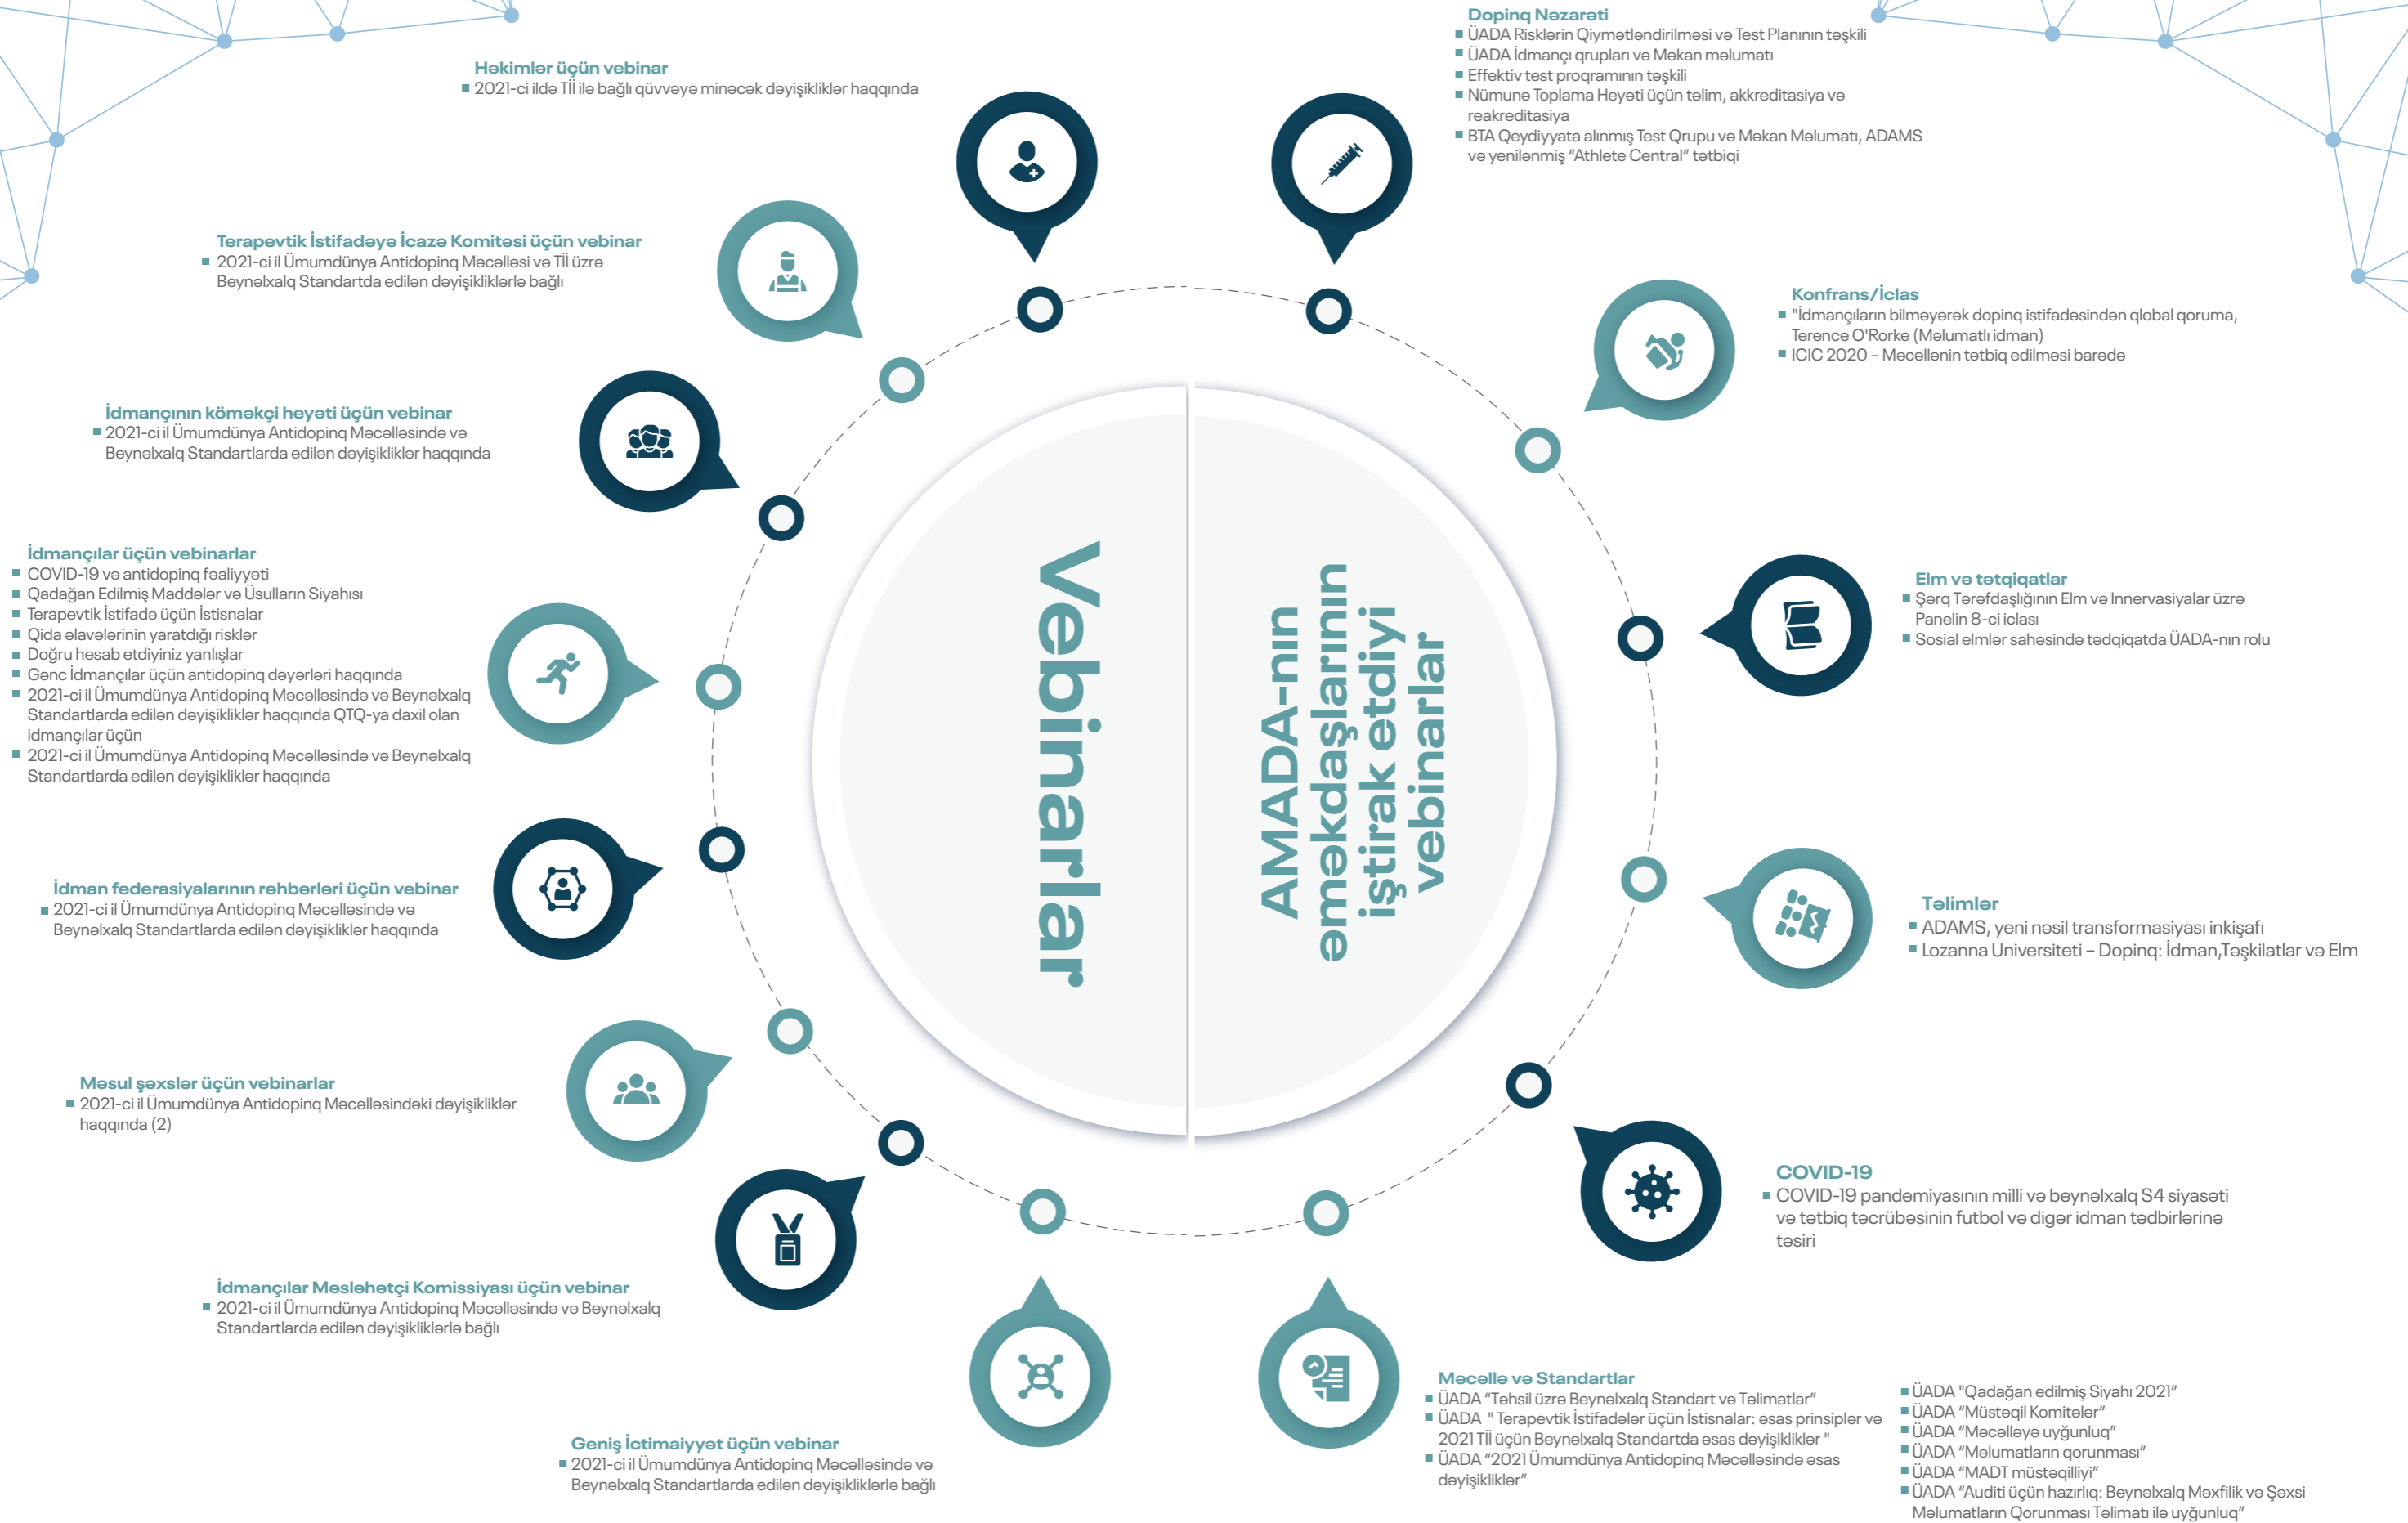 Həkimlər üçün vebinar
2021-ci ildə Tİİ ilə bağlı qüvvəyə minəcək dəyişikliklər haqqında
Terapevtik İstifadəyə İcazə Komitəsi üçün vebinar
2021-ci il Ümumdünya Antidopinq Məcəlləsi və Tİİ üzrə
Beynəlxalq Standartda edilən dəyişikliklərlə bağlı
İdmançının köməkçi heyəti üçün vebinar
2021-ci il Ümumdünya Antidopinq Məcəlləsində və
Beynəlxalq Standartlarda edilən dəyişikliklər haqqında
İdmançılar üçün vebinarlar
COVID-19 və antidopinq fəaliyyəti
Qadağan Edilmiş Maddələr və Üsulların Siyahısı
Terapevtik İstifadə üçün İstisnalar
Qida əlavələrinin yaratdığı risklər
Doğru hesab etdiyiniz yanlışlar
Gənc İdmançılar üçün antidopinq dəyərləri haqqında
2021-ci il Ümumdünya Antidopinq Məcəlləsində və Beynəlxalq
Standartlarda edilən dəyişikliklər haqqında QTQ-ya daxil olan
idmançılar üçün
2021-ci il Ümumdünya Antidopinq Məcəlləsində və Beynəlxalq
Standartlarda edilən dəyişikliklər haqqında
İdman federasiyalarının rəhbərləri üçün vebinar
2021-ci il Ümumdünya Antidopinq Məcəlləsində və
Beynəlxalq Standartlarda edilən dəyişikliklər haqqında
Məsul şəxslər üçün vebinarlar
2021-ci il Ümumdünya Antidopinq Məcəlləsindəki dəyişikliklər
haqqında (2)
İdmançılar Məsləhətçi Komissiyası üçün vebinar
2021-ci il Ümumdünya Antidopinq Məcəlləsində və Beynəlxalq
Standartlarda edilən dəyişikliklərlə bağlı
Geniş İctimaiyyət üçün vebinar
2021-ci il Ümumdünya Antidopinq Məcəlləsində və
Beynəlxalq Standartlarda edilən dəyişikliklərlə bağlı
Vebinarlar
AMADA-nın
əməkdaşlarının
iştirak etdiyi
vebinarlar
Dopinq Nəzarəti
ÜADA Risklərin Qiymətləndirilməsi və Test Planının təşkili
ÜADA İdmançı qrupları və Məkan məlumatı
Effektiv test proqramının təşkili
Nümunə Toplama Heyəti üçün təlim, akkreditasiya və
reakreditasiya
BTA Qeydiyyata alınmış Test Qrupu və Məkan Məlumatı, ADAMS
və yenilənmiş “Athlete Central” tətbiqi
Konfrans/İclas
"İdmançıların bilməyərək dopinq istifadəsindən qlobal qoruma,
Terence O'Rorke (Məlumatlı idman)
ICIC 2020 – Məcəllənin tətbiq edilməsi barədə
Elm və tətqiqatlar
Şərq Tərəfdaşlığının Elm və Innervasiyalar üzrə
Panelin 8-ci iclası
Sosial elmlər sahəsində tədqiqatda ÜADA-nın rolu
Təlimlər
ADAMS, yeni nəsil transformasiyası inkişafı
Lozanna Universiteti – Dopinq: İdman,Təşkilatlar və Elm
COVID-19
COVID-19 pandemiyasının milli və beynəlxalq S4 siyasəti
və tətbiq təcrübəsinin futbol və digər idman tədbirlərinə
təsiri
Məcəllə və Standartlar
ÜADA “Təhsil üzrə Beynəlxalq Standart və Təlimatlar”
ÜADA " Terapevtik İstifadələr üçün İstisnalar: əsas prinsiplər və
2021 Tİİ üçün Beynəlxalq Standartda əsas dəyişikliklər "
ÜADA “2021 Ümumdünya Antidopinq Məcəlləsində əsas
dəyişikliklər”
ÜADA "Qadağan edilmiş Siyahı 2021”
ÜADA “Müstəqil Komitələr”
ÜADA “Məcəlləyə uyğunluq”
ÜADA “Məlumatların qorunması”
ÜADA “MADT müstəqilliyi”
ÜADA “Auditi üçün hazırlıq: Beynəlxalq Məxfilik və Şəxsi
Məlumatların Qorunması Təlimatı ilə uyğunluq”